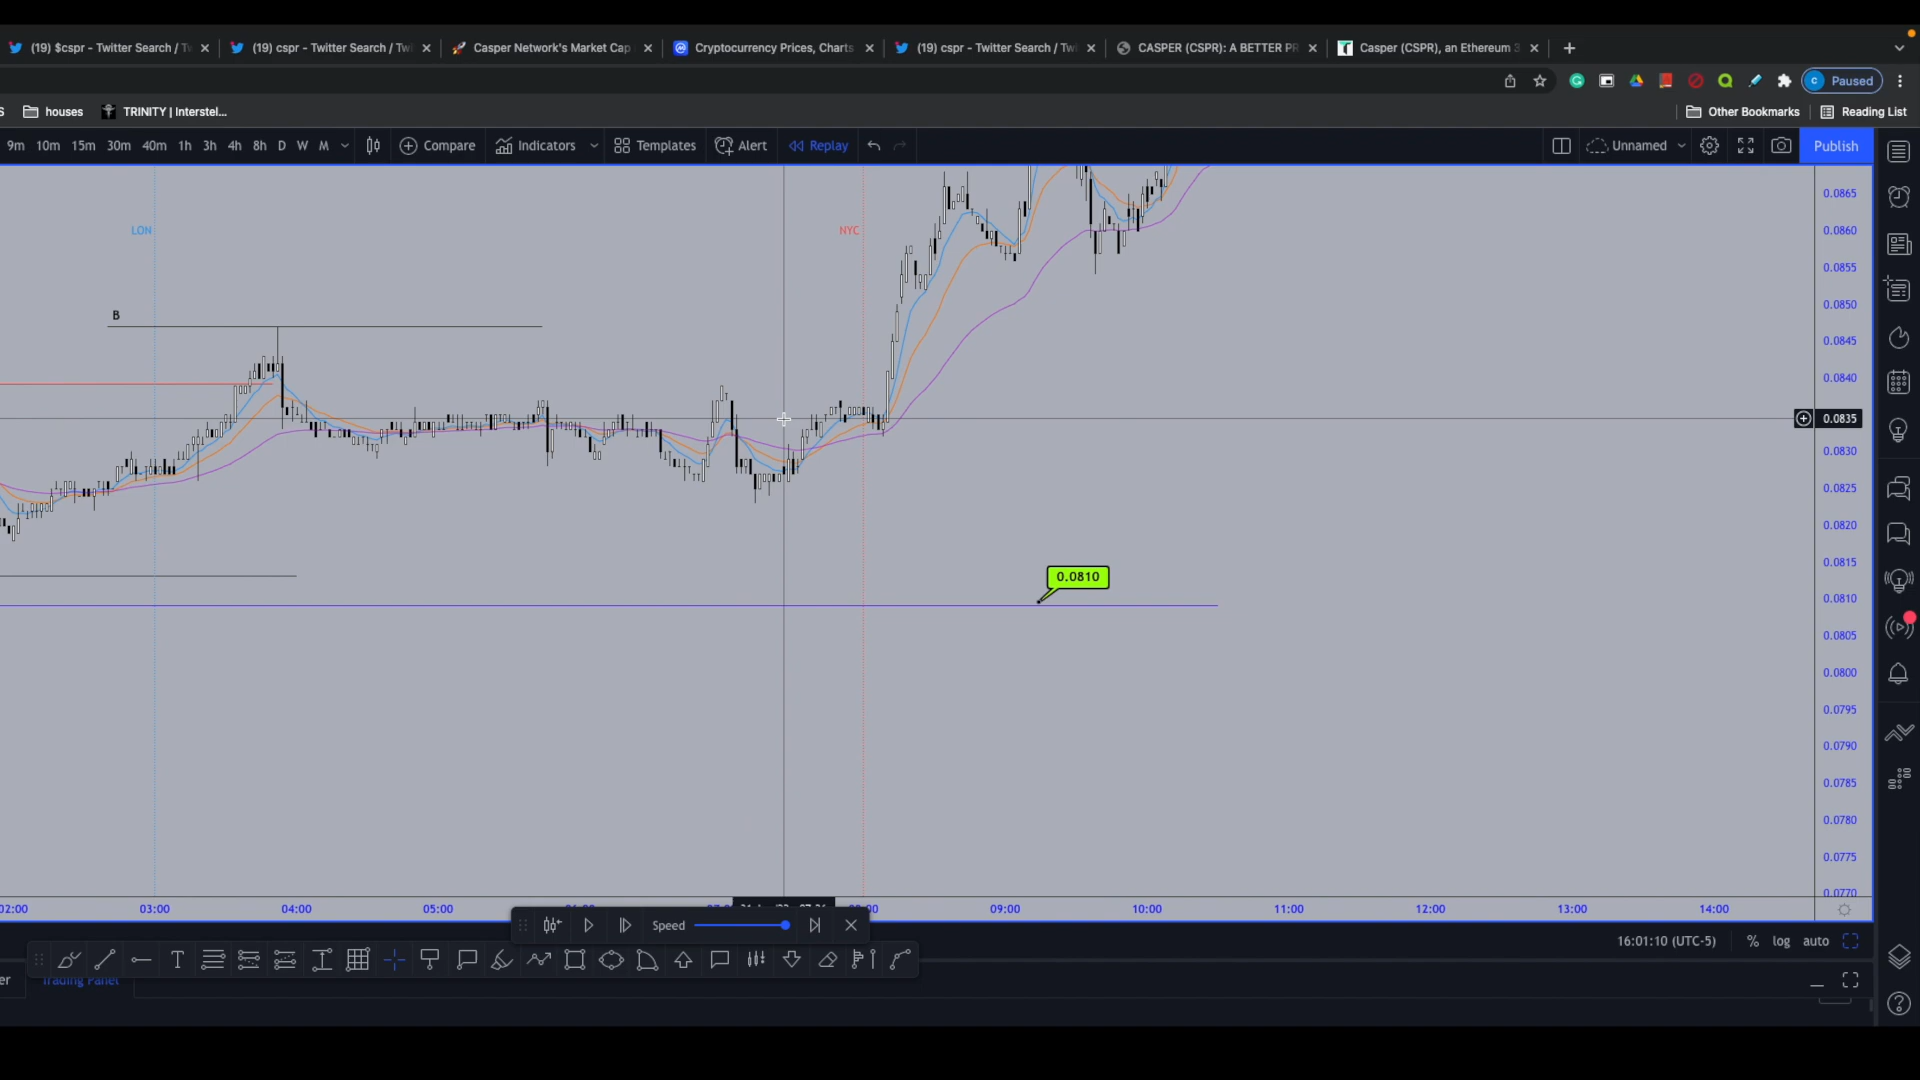 (19) $cspr - Twitter Search / Tw
(19) cspr - Twitter Search / Twi
Casper Network's Market Cap
Cryptocurrency Prices, Charts
(19) cspr - Twitter Search / Twi
CASPER (CSPR): A BETTER PR
Casper (CSPR), an Ethereum 3
C Paused
S houses TRINITY | Interstel...
Other Bookmarks Reading List
9m 10m 15m 30m 40m 1h 3h 4h 8h D W M Compare Indicators Templates Alert Replay Unnamed Publish
0.0865
LON NYC 0.0860
0.0855
0.0850
B
0.0845
0.0840
0.0835
0.0830
0.0825
0.0820
0.0815
0.0810
0.0810
0.0805
0.0800
0.0795
0.0790
0.0785
0.0780
0.0775
0.0770
02:00 03:00 04:00 05:00 09:00 10:00 11:00 12:00 13:00 14:00
Speed
16:01:10 (UTC-5) % log auto
er Trading Panel